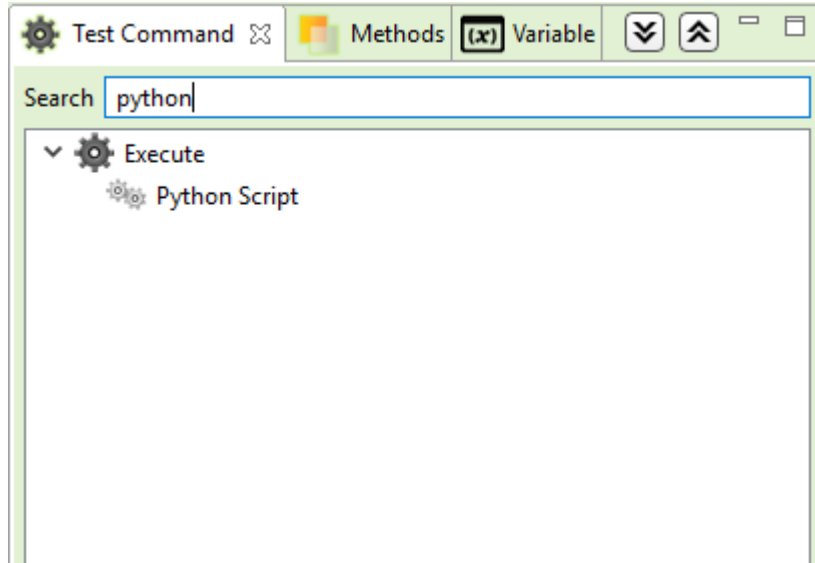 Test Command Methods (x) Variable
Search python
Execute
Python Script